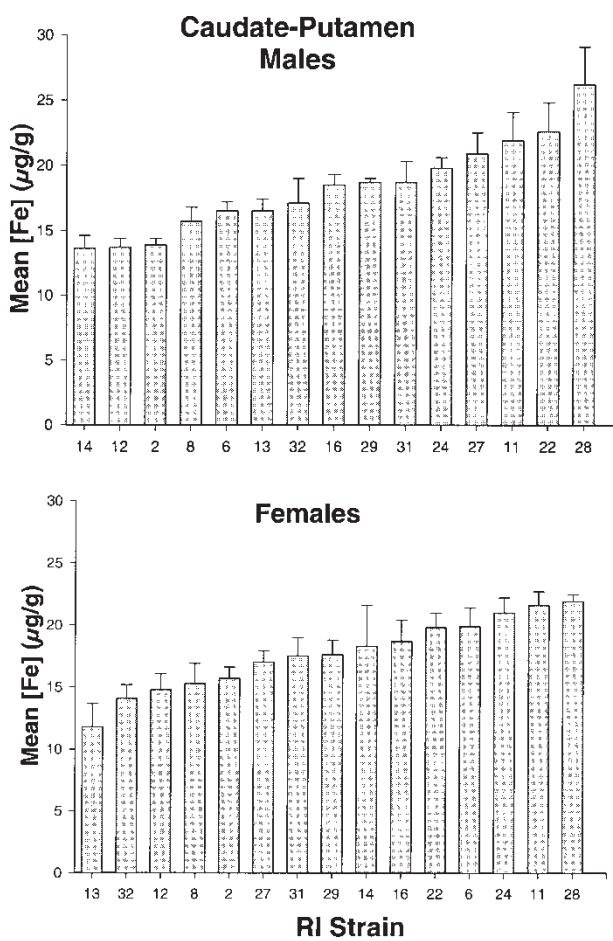 Caudate-Putamen
Males
Mean [Fe] (μg/g)
30
25
20
15
10
5
0
14 12 2 8 6 13 32 16 29 31 24 27 11 22 28
Females
Mean [Fe] (μg/g)
30
25
20
15
10
5
0
13 32 12 8 2 27 31 29 14 16 22 6 24 11 28
RI Strain